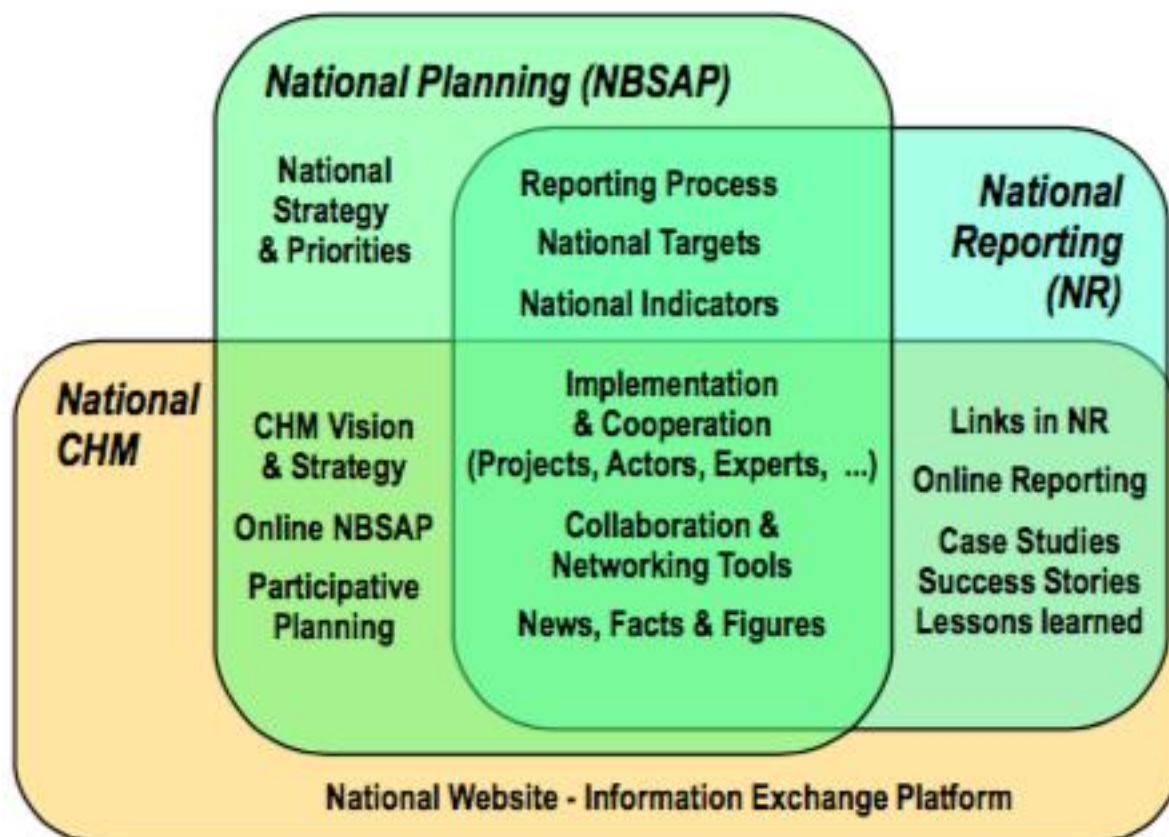 National Planning (NBSAP)
National
Strategy
& Priorities
Reporting Process
National Targets
National Indicators
National
Reporting
(NR)
National
CHM
CHM Vision
& Strategy
Online NBSAP
Participative
Planning
Implementation
& Cooperation
(Projects, Actors, Experts, ...)
Collaboration &
Networking Tools
News, Facts & Figures
Links in NR
Online Reporting
Case Studies
Success Stories
Lessons learned
National Website - Information Exchange Platform